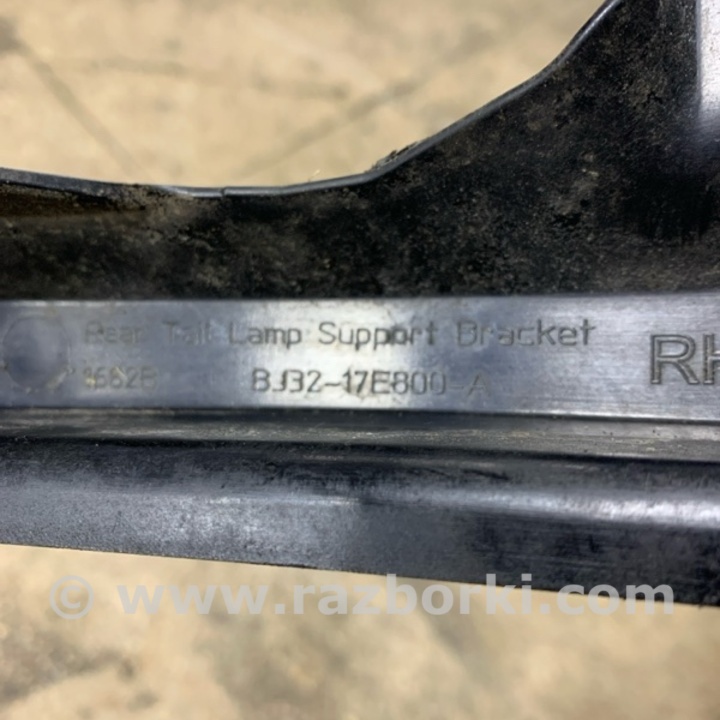 Rear Tail Lamp Support Bracket
BJ32-17E800-A
RH
© www.razborki.com